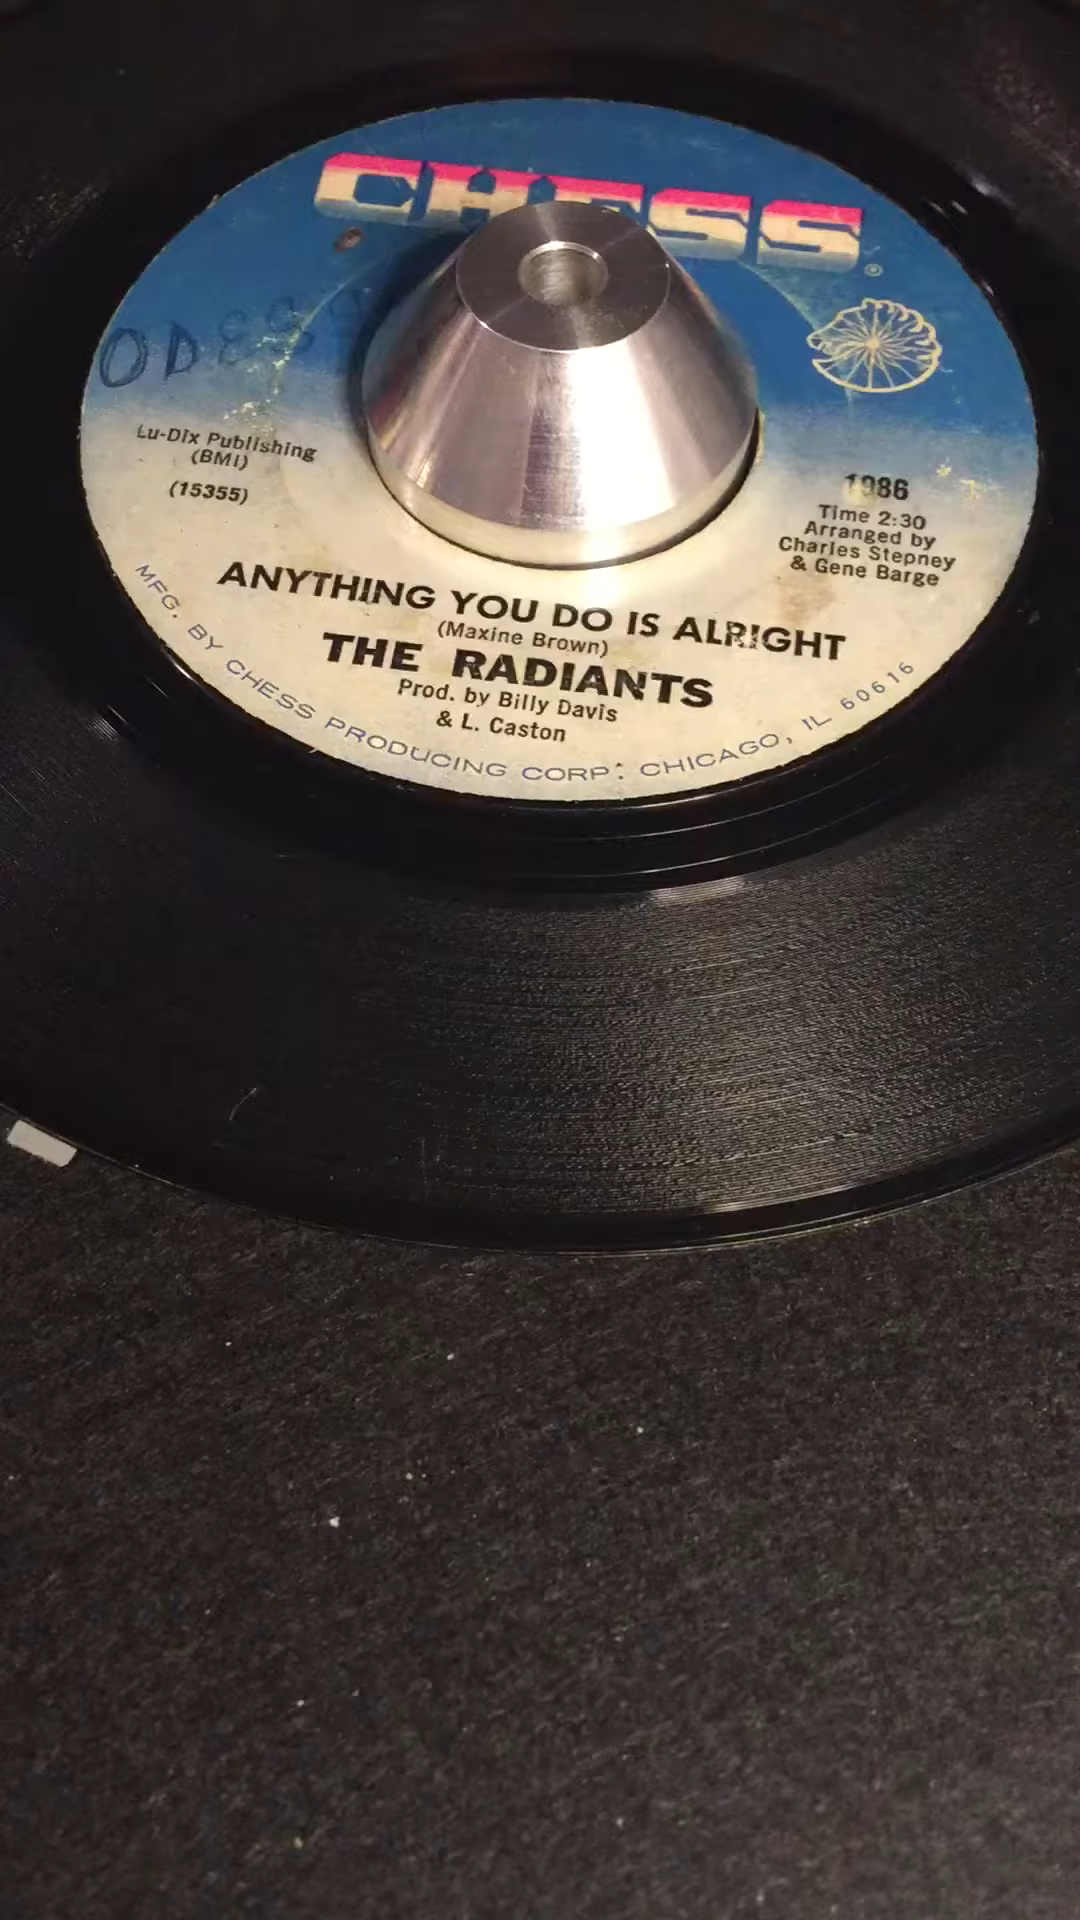 CHESS
®
Lu-Dix Publishing
(BMI)
(15355)
1986
Time 2:30
Arranged by
Charles Stepney
& Gene Barge
ANYTHING YOU DO IS ALRIGHT
(Maxine Brown)
THE RADIANTS
Prod. by Billy Davis
& L. Caston
MFG. BY CHESS PRODUCING CORP. CHICAGO, IL 60616